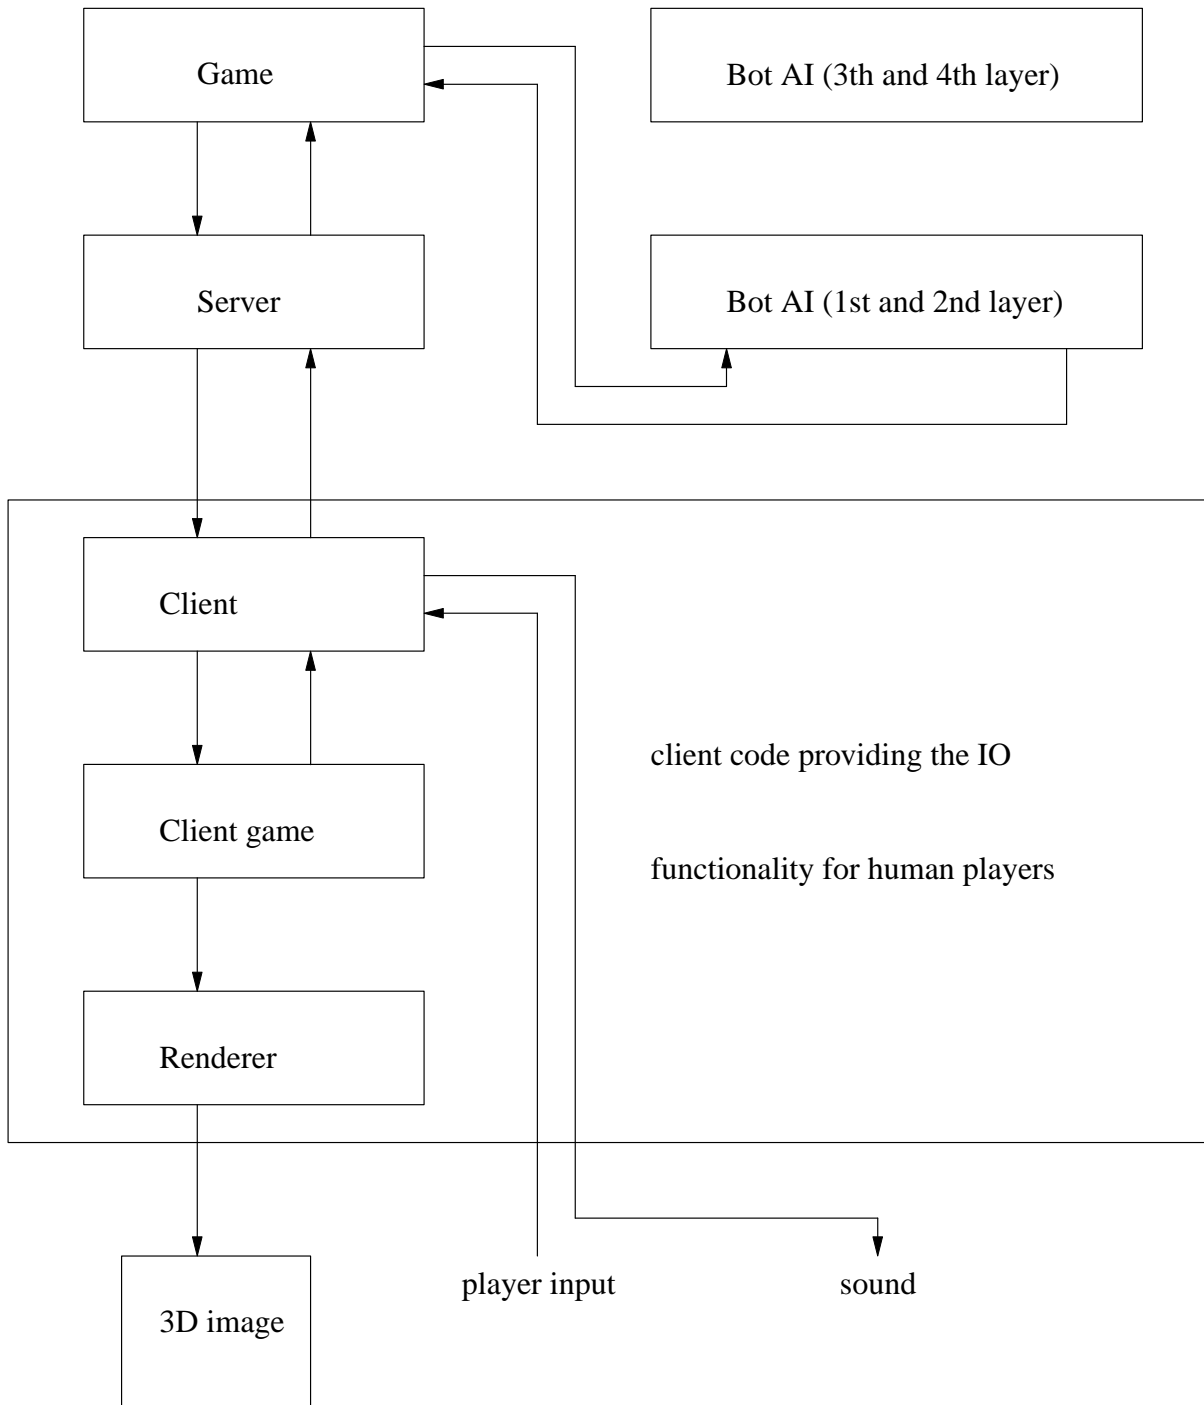 Game
Bot AI (3th and 4th layer)
Server
Bot AI (1st and 2nd layer)
Client
client code providing the IO
Client game
functionality for human players
Renderer
player input
sound
3D image